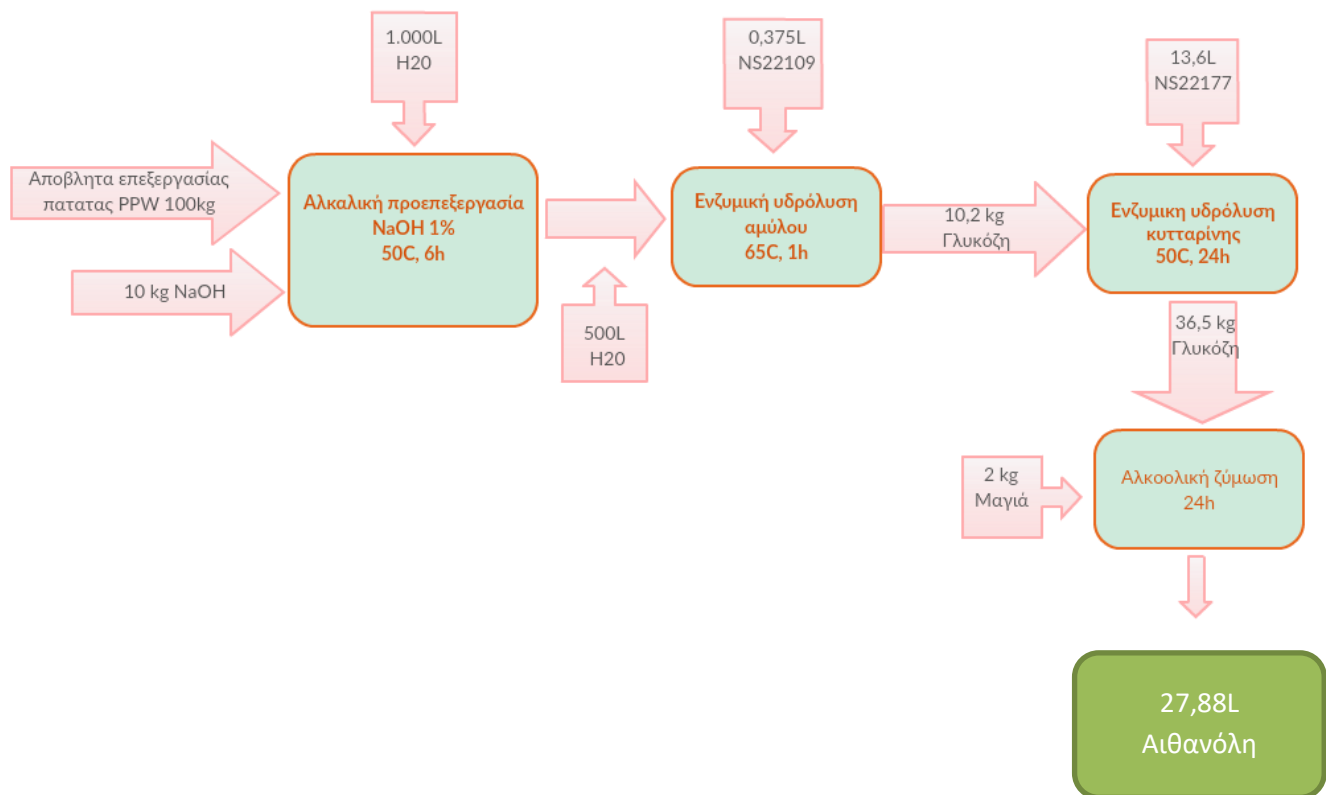 1.000L
H20
0,375L
NS22109
13,6L
NS22177
Αποβλητα επεξεργασίας
πατατας PPW 100kg
10 kg NaOH
Αλκαλική προεπεξεργασία
NaOH 1%
50C, 6h
500L
H20
Ενζυμική υδρόλυση
αμύλου
65C, 1h
10,2 kg
Γλυκόζη
Ενζυμικη υδρόλυση
κυτταρίνης
50C, 24h
36,5 kg
Γλυκόζη
2 kg
Μαγιά
Αλκοολική ζύμωση
24h
27,88L
Αιθανόλη